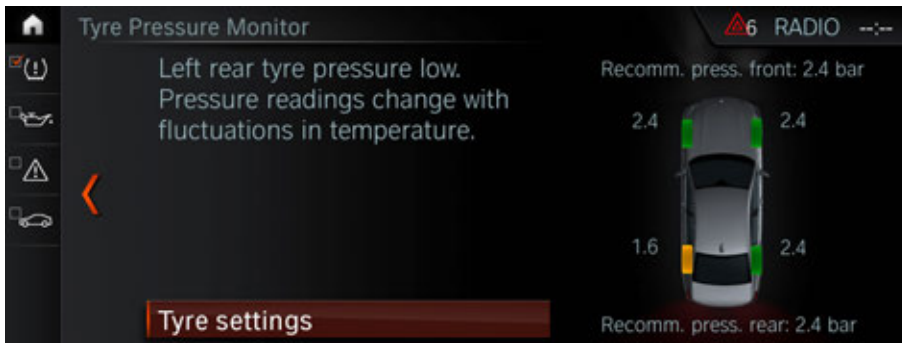 Tyre Pressure Monitor
6 RADIO --:--
Left rear tyre pressure low.
Pressure readings change with
fluctuations in temperature.
Recomm. press. front: 2.4 bar
2.4 2.4
1.6 2.4
Tyre settings
Recomm. press. rear: 2.4 bar